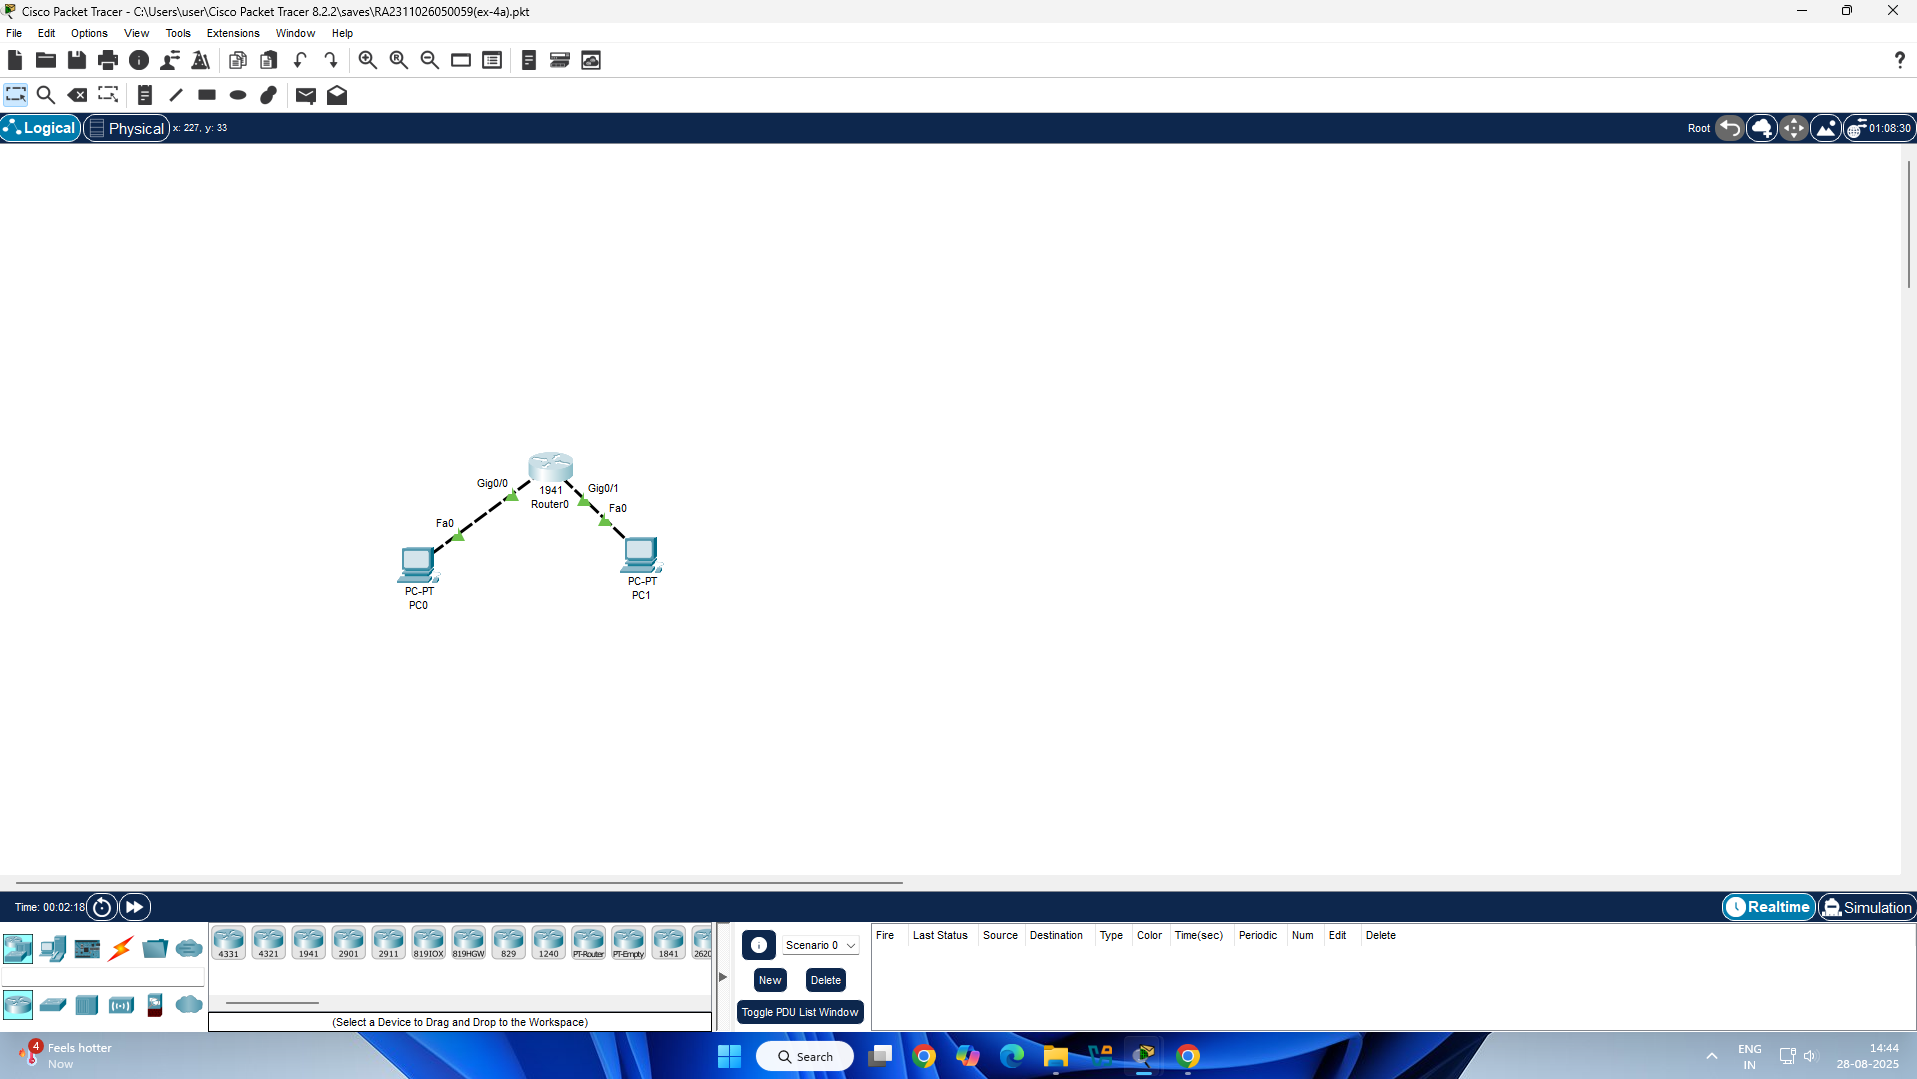 Cisco Packet Tracer - C:\Users\user\Cisco Packet Tracer 8.2.2\saves\RA2311026050059(ex-4a).pkt
File Edit Options View Tools Extensions Window Help
Logical Physical x: 227, y: 33 Root 01:08:30
Gig0/0 Gig0/1
1941
Router0
Fa0
Fa0
PC-PT
PC1
PC-PT
PC0
Time: 00:02:18 Realtime Simulation
4331 4321 1941 2901 2911 819IOX 819HGW 829 1240 PT-Router PT-Empty 1841 2620
(Select a Device to Drag and Drop to the Workspace)
Scenario 0
New Delete
Toggle PDU List Window
Fire Last Status Source Destination Type Color Time(sec) Periodic Num Edit Delete
4 Feels hotter
Now
Search
ENG
IN
14:44
28-08-2025